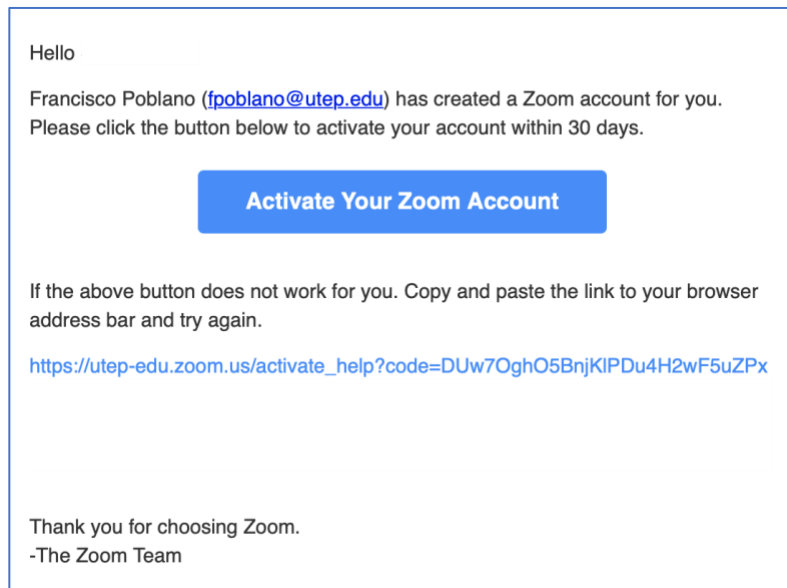 Hello
Francisco Poblano (fpoblano@utep.edu) has created a Zoom account for you.
Please click the button below to activate your account within 30 days.
Activate Your Zoom Account
If the above button does not work for you. Copy and paste the link to your browser
address bar and try again.
https://utep-edu.zoom.us/activate_help?code=DUw7OghO5BnjKlPDu4H2wF5uZPx
Thank you for choosing Zoom.
-The Zoom Team